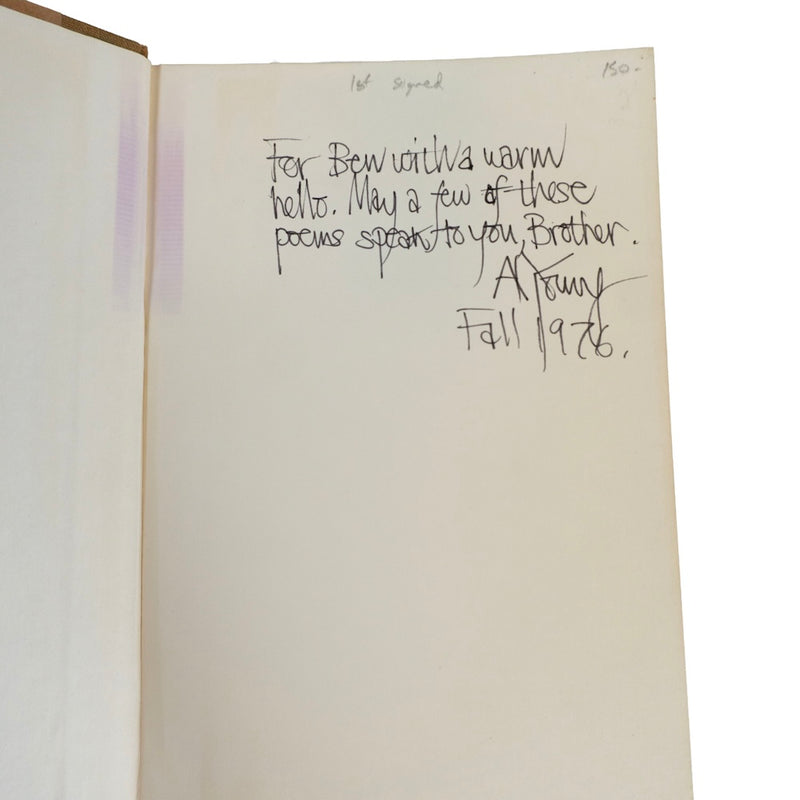 1st signed 150-
For Ben with a warm
hello. May a few of these
poems speak to you, Brother.
Al Young
Fall 1976.